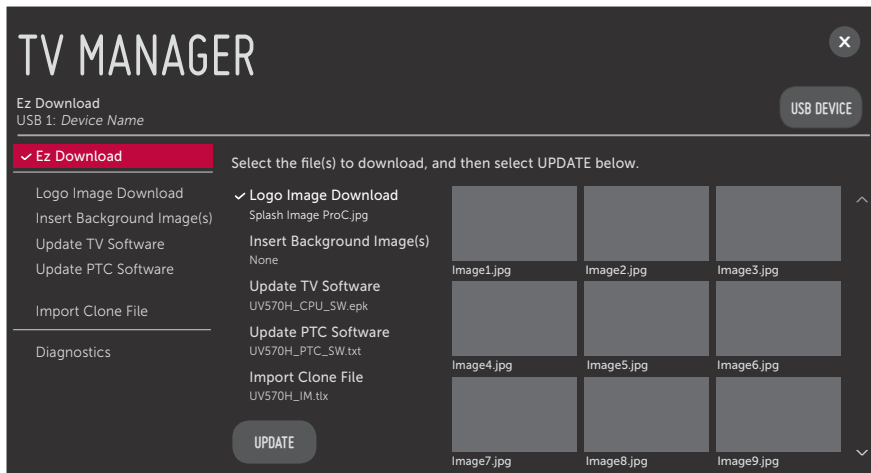 TV MANAGER
X
Ez Download
USB 1: Device Name
USB DEVICE
✓ Ez Download
Logo Image Download
Insert Background Image(s)
Update TV Software
Update PTC Software
Import Clone File
Diagnostics
Select the file(s) to download, and then select UPDATE below.
✓ Logo Image Download
Splash Image ProC.jpg
Insert Background Image(s)
None
Update TV Software
UV570H_CPU_SW.epk
Update PTC Software
UV570H_PTC_SW.txt
Import Clone File
UV570H_IM.tlx
UPDATE
Image1.jpg
Image2.jpg
Image3.jpg
Image4.jpg
Image5.jpg
Image6.jpg
Image7.jpg
Image8.jpg
Image9.jpg